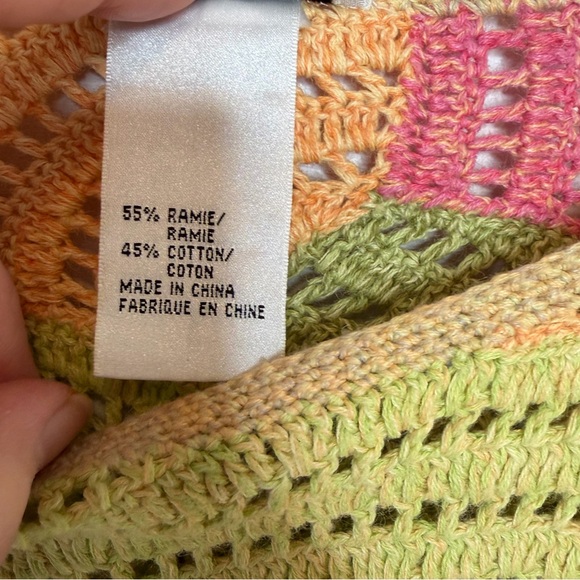 55% RAMIE/
RAMIE
45% COTTON/
COTON
MADE IN CHINA
FABRIQUE EN CHINE